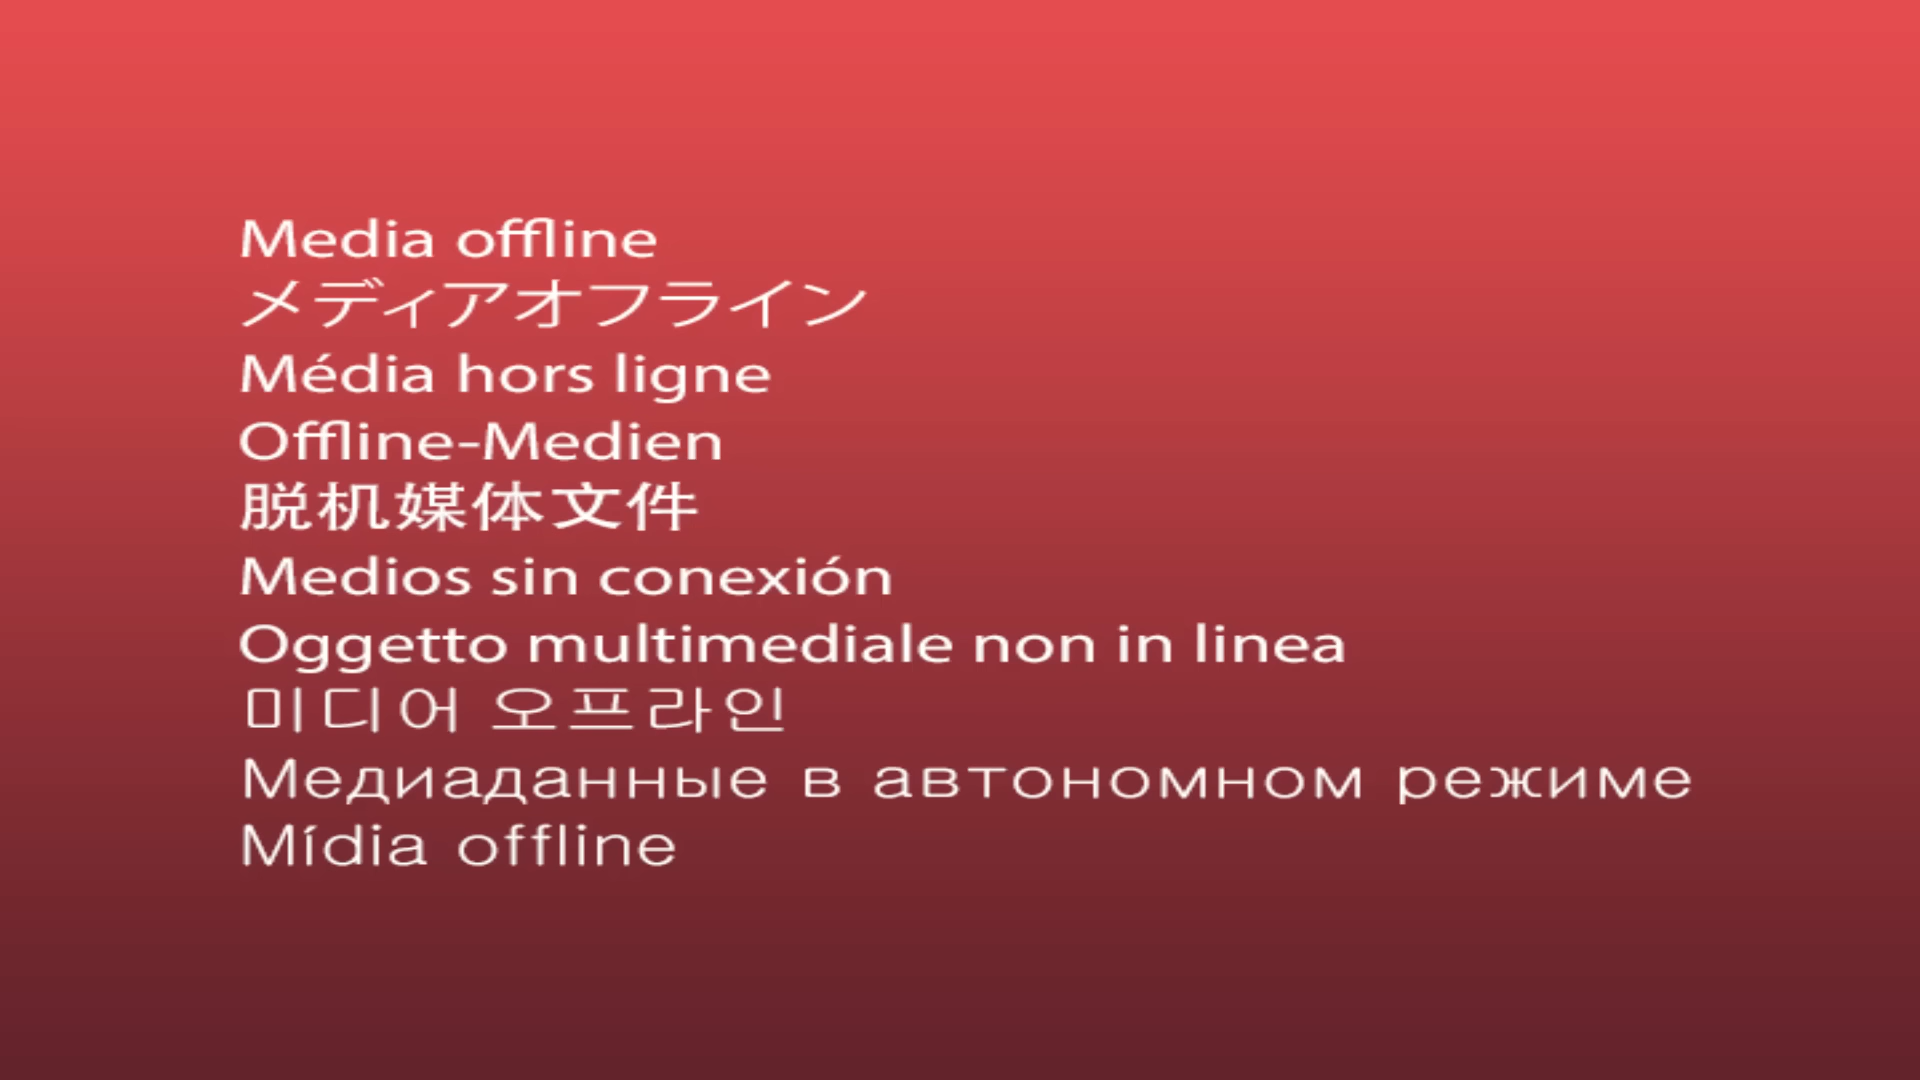 Media offline
メディアオフライン
Média hors ligne
Offline-Medien
脱机媒体文件
Medios sin conexión
Oggetto multimediale non in linea
미디어 오프라인
Медиаданные в автономном режиме
Mídia offline